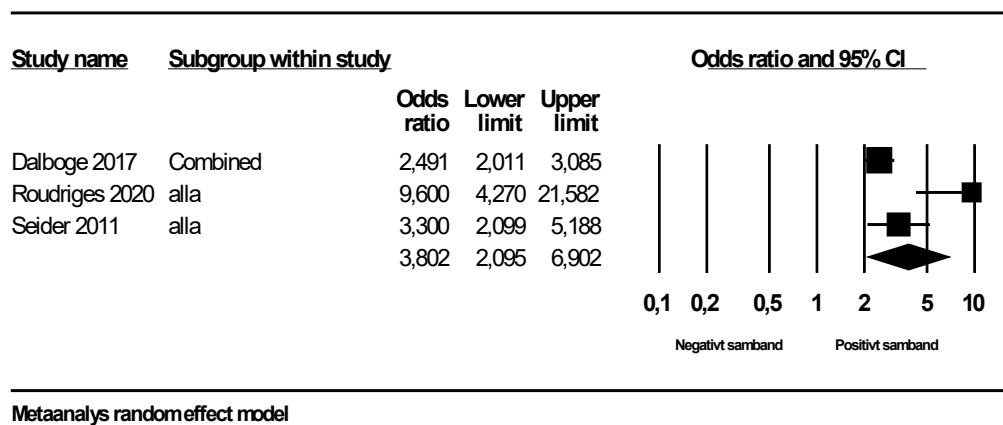 Study name Subgroup within study Odds ratio and 95% CI
Odds ratio Lower limit Upper limit
Dalboge 2017 Combined 2,491 2,011 3,085
Roudriges 2020 alla 9,600 4,270 21,582
Seider 2011 alla 3,300 2,099 5,188
3,802 2,095 6,902
0,1 0,2 0,5 1 2 5 10
Negativt samband Positivt samband
Metaanalys random effect model